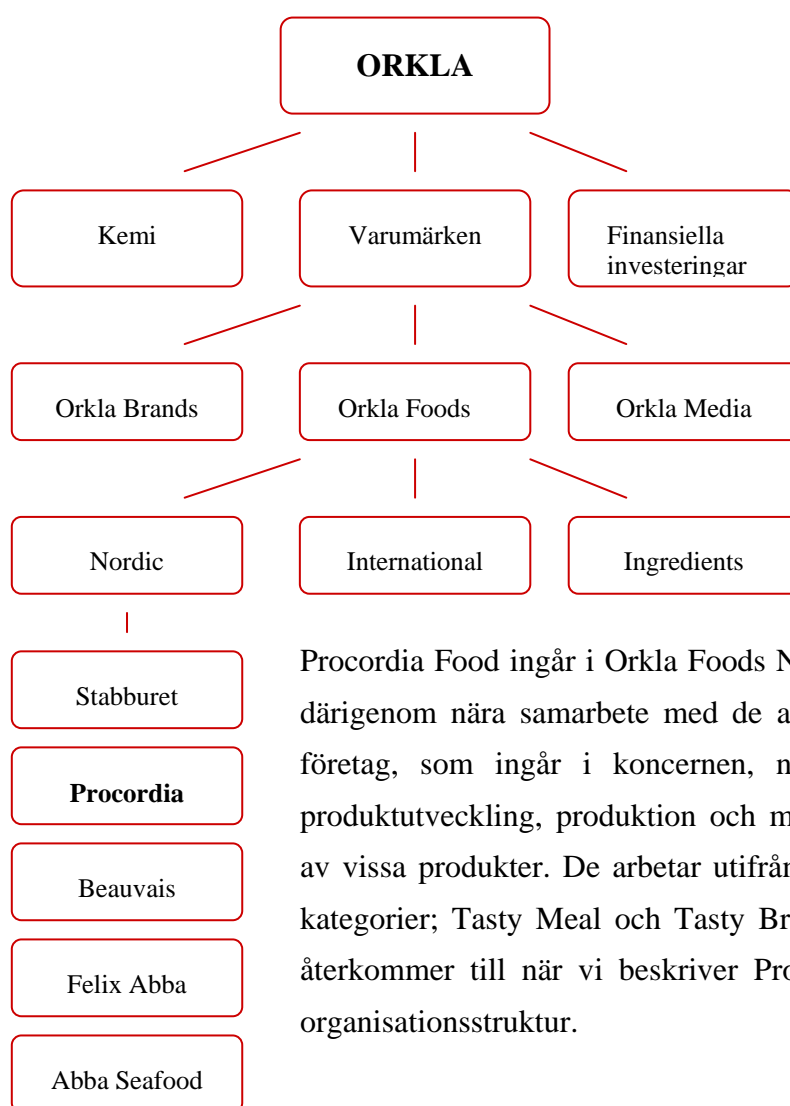 ORKLA
Kemi
Varumärken
Finansiella
investeringar
Orkla Brands
Orkla Foods
Orkla Media
Nordic
International
Ingredients
Stabburet
Procordia
Beauvais
Felix Abba
Abba Seafood
Procordia Food ingår i Orkla Foods
därigenom nära samarbete med de
företag, som ingår i koncernen,
produktutveckling, produktion och
av vissa produkter. De arbetar utifrån
kategorier; Tasty Meal och Tasty
återkommer till när vi beskriver
organisationsstruktur.